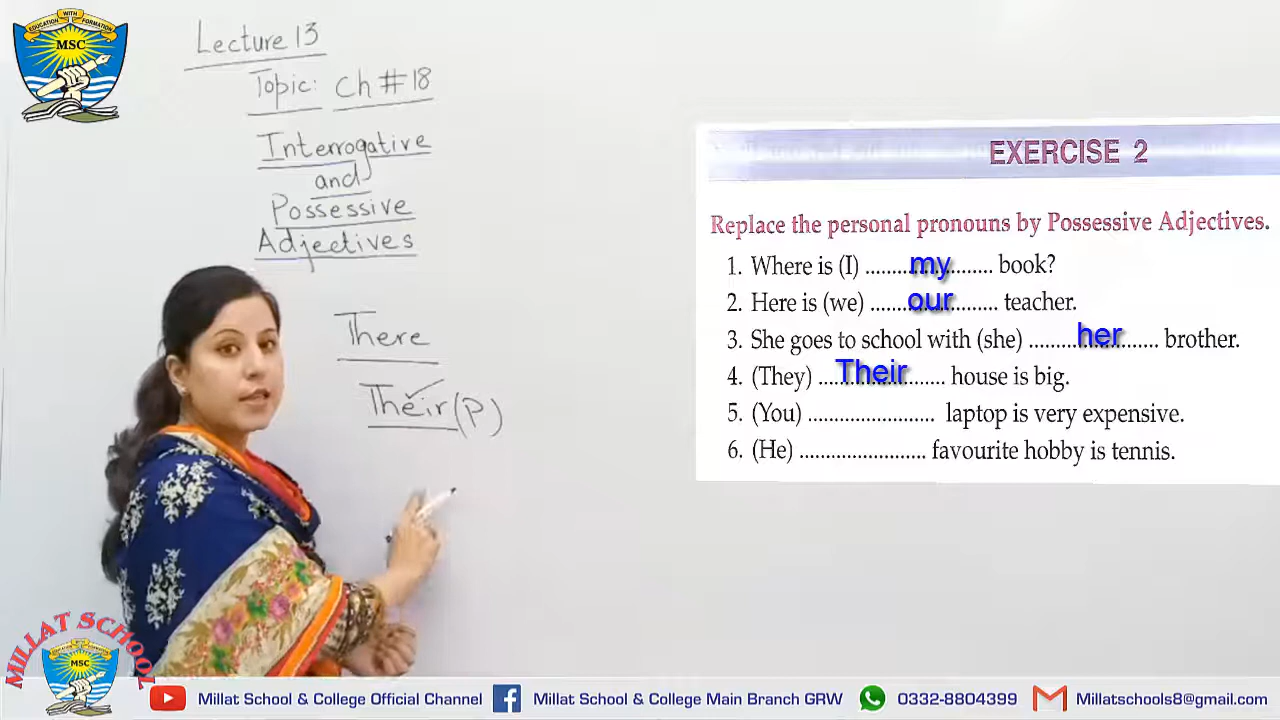 EDUCATION WITH FORMATION
MSC
Lecture 13
Topic: Ch # 18
Interrogative
and
Possessive
Adjectives
There
Their (P)
EXERCISE 2
Replace the personal pronouns by Possessive Adjectives.
1. Where is (I) ..........my.......... book?
2. Here is (we) ..........our.......... teacher.
3. She goes to school with (she) ..........her.......... brother.
4. (They) ..........Their.......... house is big.
5. (You) .......................... laptop is very expensive.
6. (He) .......................... favourite hobby is tennis.
MILLAT SCHOOL
MSC
Millat School & College Official Channel
Millat School & College Main Branch GRW
0332-8804399
Millatschools8@gmail.com